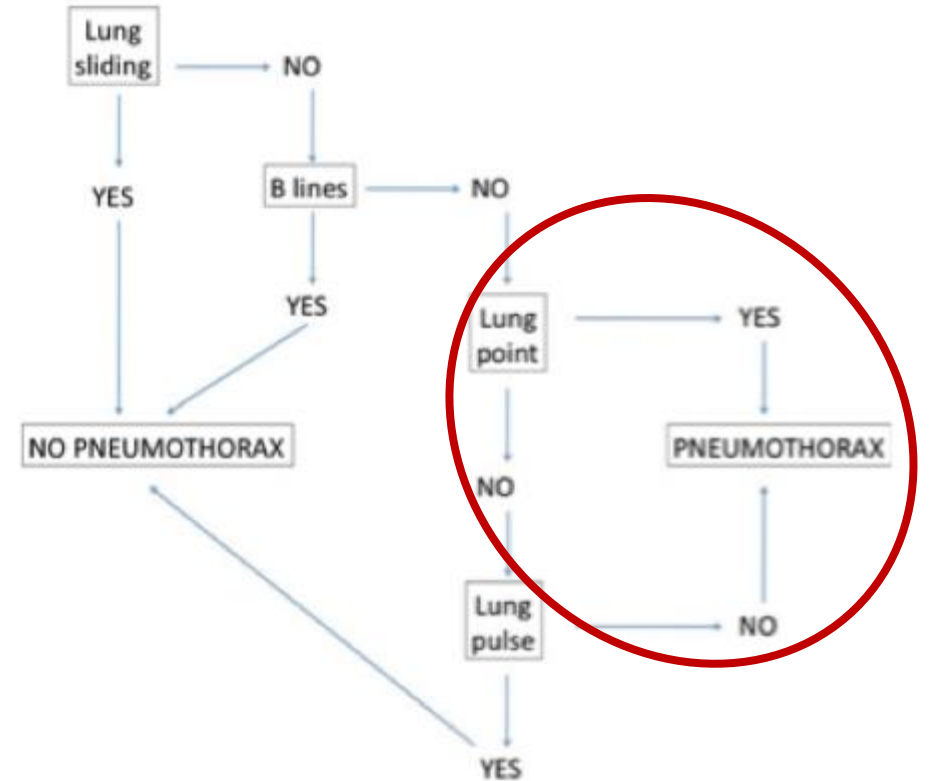 Lung
sliding
NO
YES
B lines
NO
YES
Lung
point
YES
NO PNEUMOTHORAX
PNEUMOTHORAX
NO
Lung
pulse
NO
YES